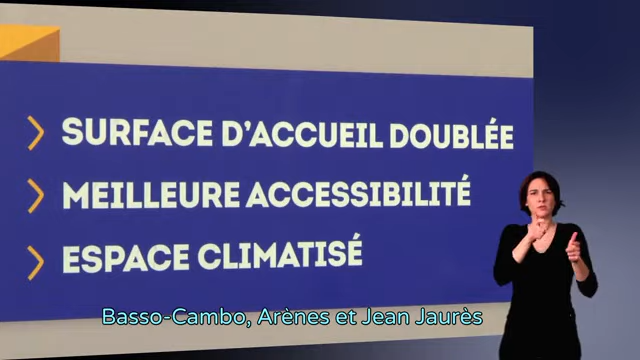 SURFACE D'ACCUEIL DOUBLÉE
MEILLEURE ACCESSIBILITÉ
ESPACE CLIMATISÉ
Basso-Cambo, Arènes et Jean Jaurès